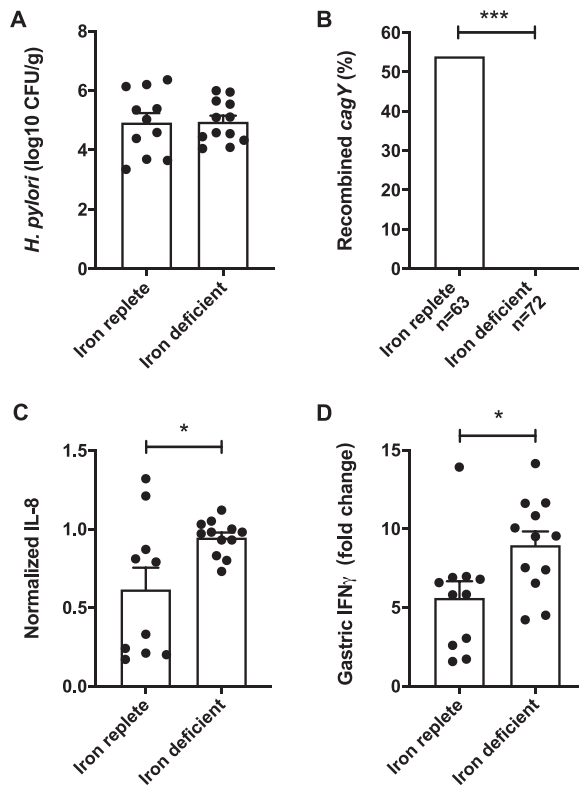 A
H. pylori (log10 CFU/g)
8
6
4
2
0
Iron replete
Iron deficient
B
***
Recombined cagY (%)
60
50
40
30
20
10
0
Iron replete
n=63
Iron deficient
n=72
C
*
Normalized IL-8
1.5
1.0
0.5
0.0
Iron replete
Iron deficient
D
*
Gastric IFNγ (fold change)
15
10
5
0
Iron replete
Iron deficient